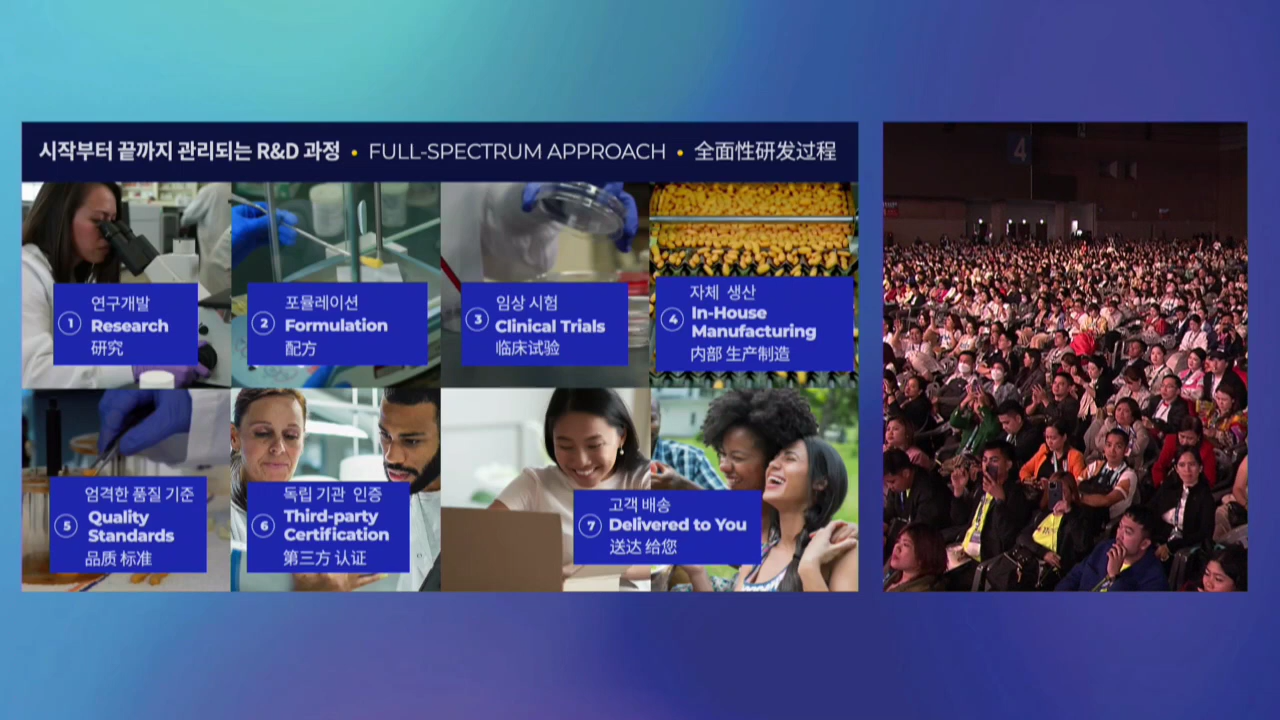 시작부터 끝까지 관리되는 R&D 과정 • FULL-SPECTRUM APPROACH • 全面性研发过程
1
연구개발
Research
研究
2
포뮬레이션
Formulation
配方
3
임상 시험
Clinical Trials
临床试验
4
자체 생산
In-House
Manufacturing
内部 生产制造
5
엄격한 품질 기준
Quality
Standards
品质 标准
6
독립 기관 인증
Third-party
Certification
第三方 认证
7
고객 배송
Delivered to You
送达 给您
4